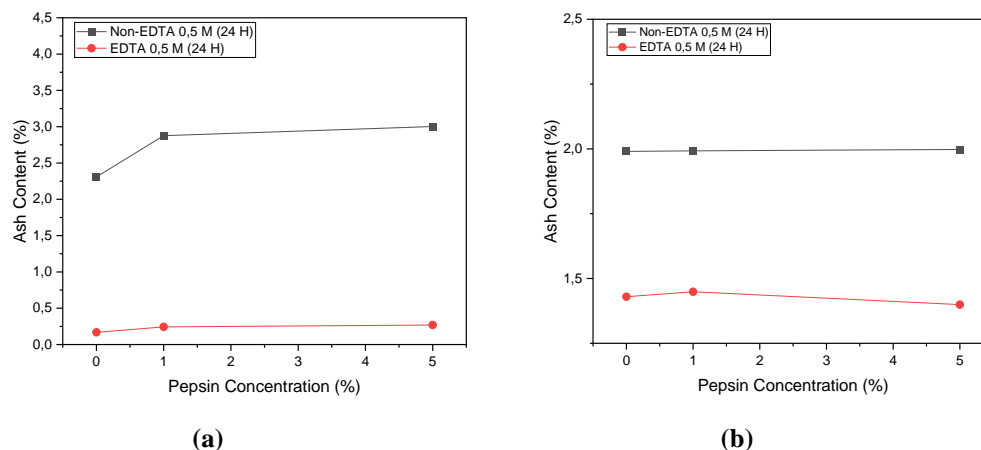 Non-EDTA 0,5 M (24 H)
EDTA 0,5 M (24 H)
4,5
4,0
3,5
3,0
2,5
2,0
1,5
1,0
0,5
0,0
Ash Content (%)
0 1 2 3 4 5
Pepsin Concentration (%)
(a)
Non-EDTA 0,5 M (24 H)
EDTA 0,5 M (24 H)
2,5
2,0
1,5
Ash Content (%)
0 1 2 3 4 5
Pepsin Concentration (%)
(b)